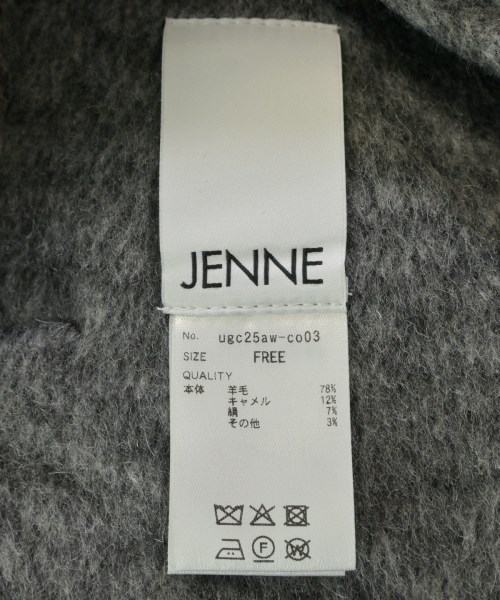 JENNE
No. ugc25aw-co03
SIZE FREE
QUALITY
本体 羊毛 78%
キャメル 12%
絹 7%
その他 3%
F W